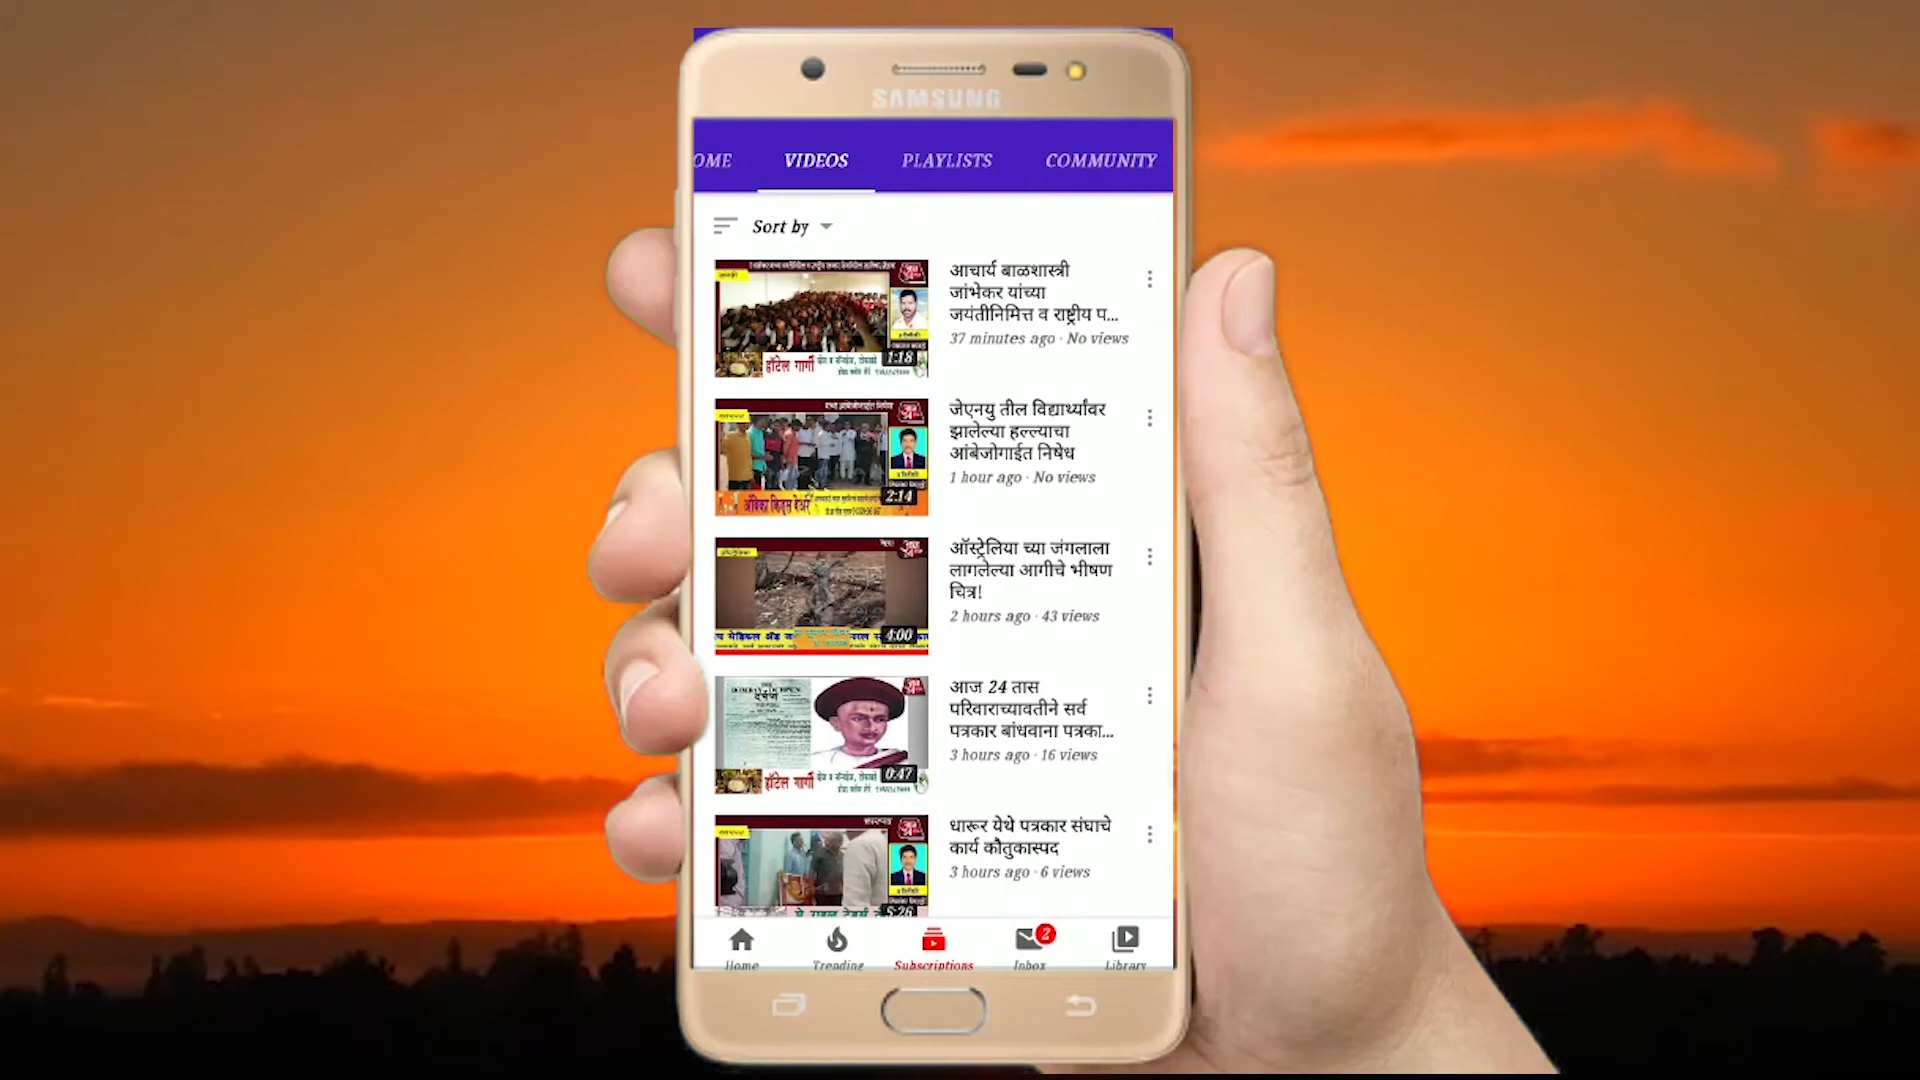 SAMSUNG
OME VIDEOS PLAYLISTS COMMUNITY
Sort by
आचार्य बाळशास्त्री
जांभेकर यांच्या
जयंतीनिमित्त व राष्ट्रीय प...
37 minutes ago · No views
हॉटेल गार्गी
1:18
जेएनयु तील विद्यार्थ्यांवर
झालेल्या हल्ल्याचा
आंबेजोगाईत निषेध
1 hour ago · No views
2:14
ऑस्ट्रेलिया च्या जंगलाला
लागलेल्या आगीचे भीषण
चित्र!
2 hours ago · 43 views
4:00
आज 24 तास
परिवाराच्यावतीने सर्व
पत्रकार बांधवाना पत्रका...
3 hours ago · 16 views
हॉटेल गार्गी
0:47
धारूर येथे पत्रकार संघाचे
कार्य कौतुकास्पद
3 hours ago · 6 views
5:26
2
Home Trending Subscriptions Inbox Library